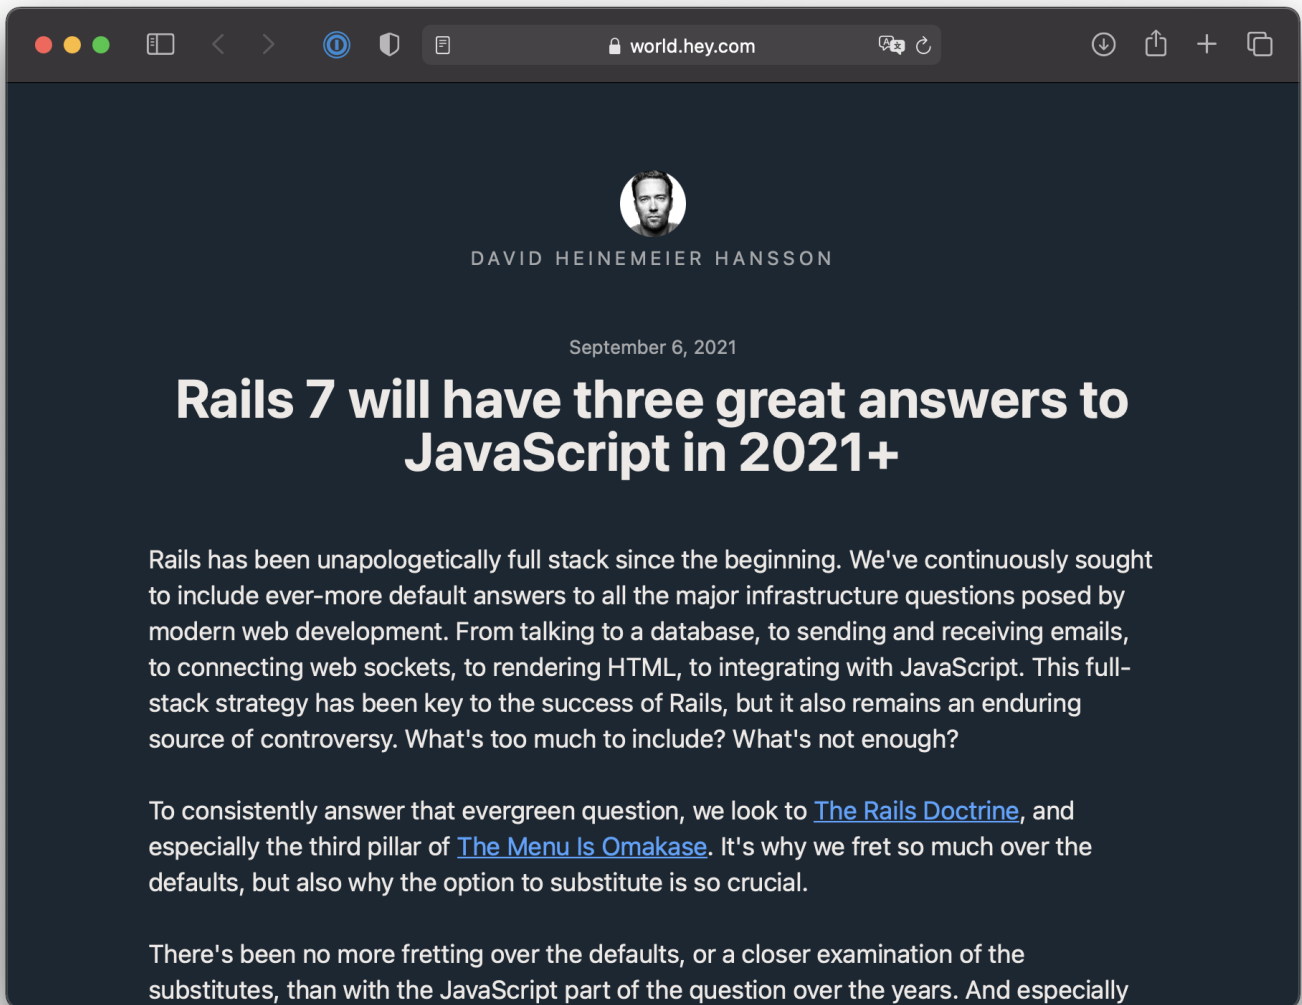 world.hey.com
DAVID HEINEMEIER HANSSON
September 6, 2021
Rails 7 will have three great answers to
JavaScript in 2021+
Rails has been unapologetically full stack since the beginning. We've continuously sought
to include ever-more default answers to all the major infrastructure questions posed by
modern web development. From talking to a database, to sending and receiving emails,
to connecting web sockets, to rendering HTML, to integrating with JavaScript. This full-
stack strategy has been key to the success of Rails, but it also remains an enduring
source of controversy. What's too much to include? What's not enough?
To consistently answer that evergreen question, we look to The Rails Doctrine, and
especially the third pillar of The Menu Is Omakase. It's why we fret so much over the
defaults, but also why the option to substitute is so crucial.
There's been no more fretting over the defaults, or a closer examination of the
substitutes, than with the JavaScript part of the question over the years. And especially